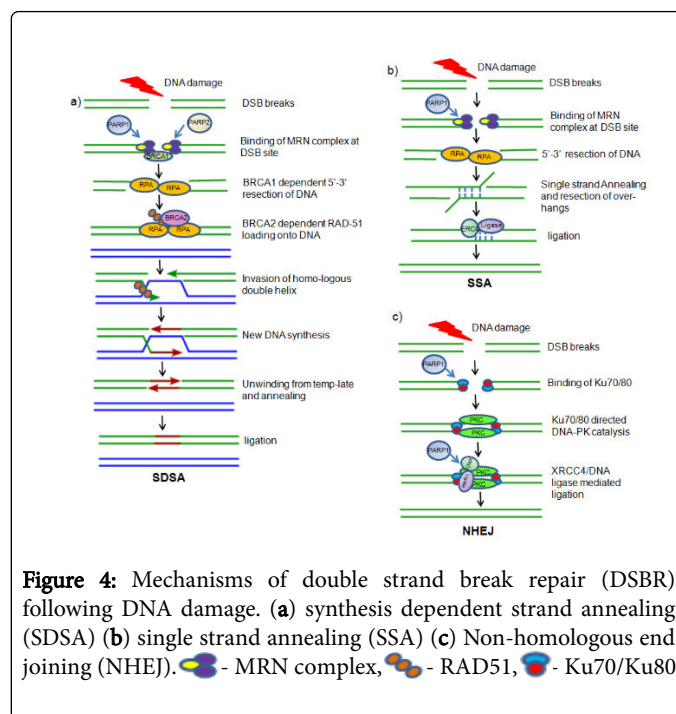 a)
DNA damage
DSB breaks
PARP1
PARP2
BRCA1
Binding of MRN
complex at
DSB site
RPA
RPA
BRCA1 dependent 5'-3'
resection of DNA
BRCA2
RPA
RPA
BRCA2 dependent RAD-51
loading onto DNA
Invasion of homo-logous
double helix
New DNA synthesis
Unwinding from temp-late
and annealing
ligation
SDSA
b)
DNA damage
DSB breaks
PARP1
Binding of MRN
complex at DSB site
RPA
RPA
5'-3' resection of DNA
Single strand Annealing
and resection of over-
hangs
Ligase
ligation
SSA
c)
DNA damage
DSB breaks
PARP1
Binding of Ku70/80
PKC
PKC
Ku70/80 directed
DNA-PK catalysis
PARP1
PKC
PKC
XRCC4/DNA
ligase mediated
ligation
NHEJ
Figure 4: Mechanisms of double strand break repair (DSBR)
following DNA damage. (a) synthesis dependent strand annealing
(SDSA) (b) single strand annealing (SSA) (c) Non-homologous end
joining (NHEJ). - MRN complex, - RAD51, - Ku70/Ku80